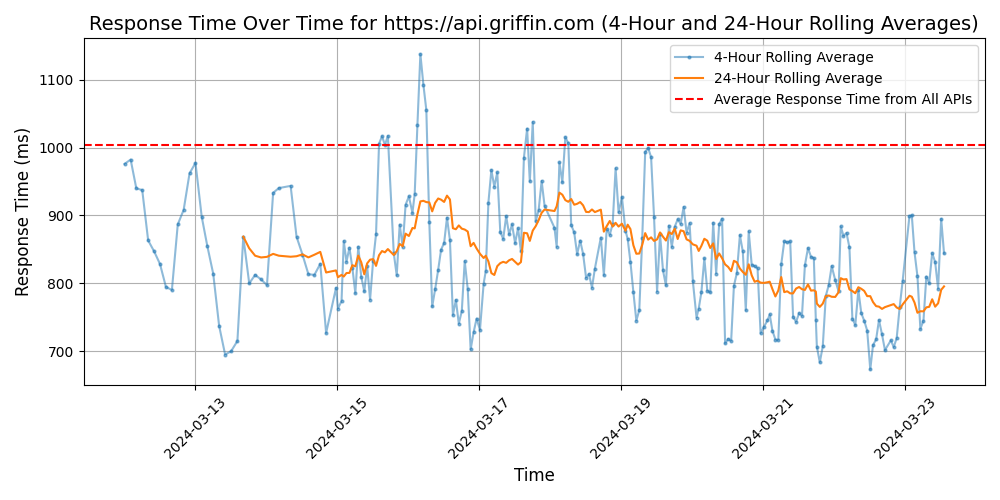 Response Time Over Time for https://api.griffin.com (4-Hour and 24-Hour Rolling Averages)
4-Hour Rolling Average
24-Hour Rolling Average
Average Response Time from All APIs
Response Time (ms)
1100
1000
900
800
700
2024-03-13
2024-03-15
2024-03-17
2024-03-19
2024-03-21
2024-03-23
Time